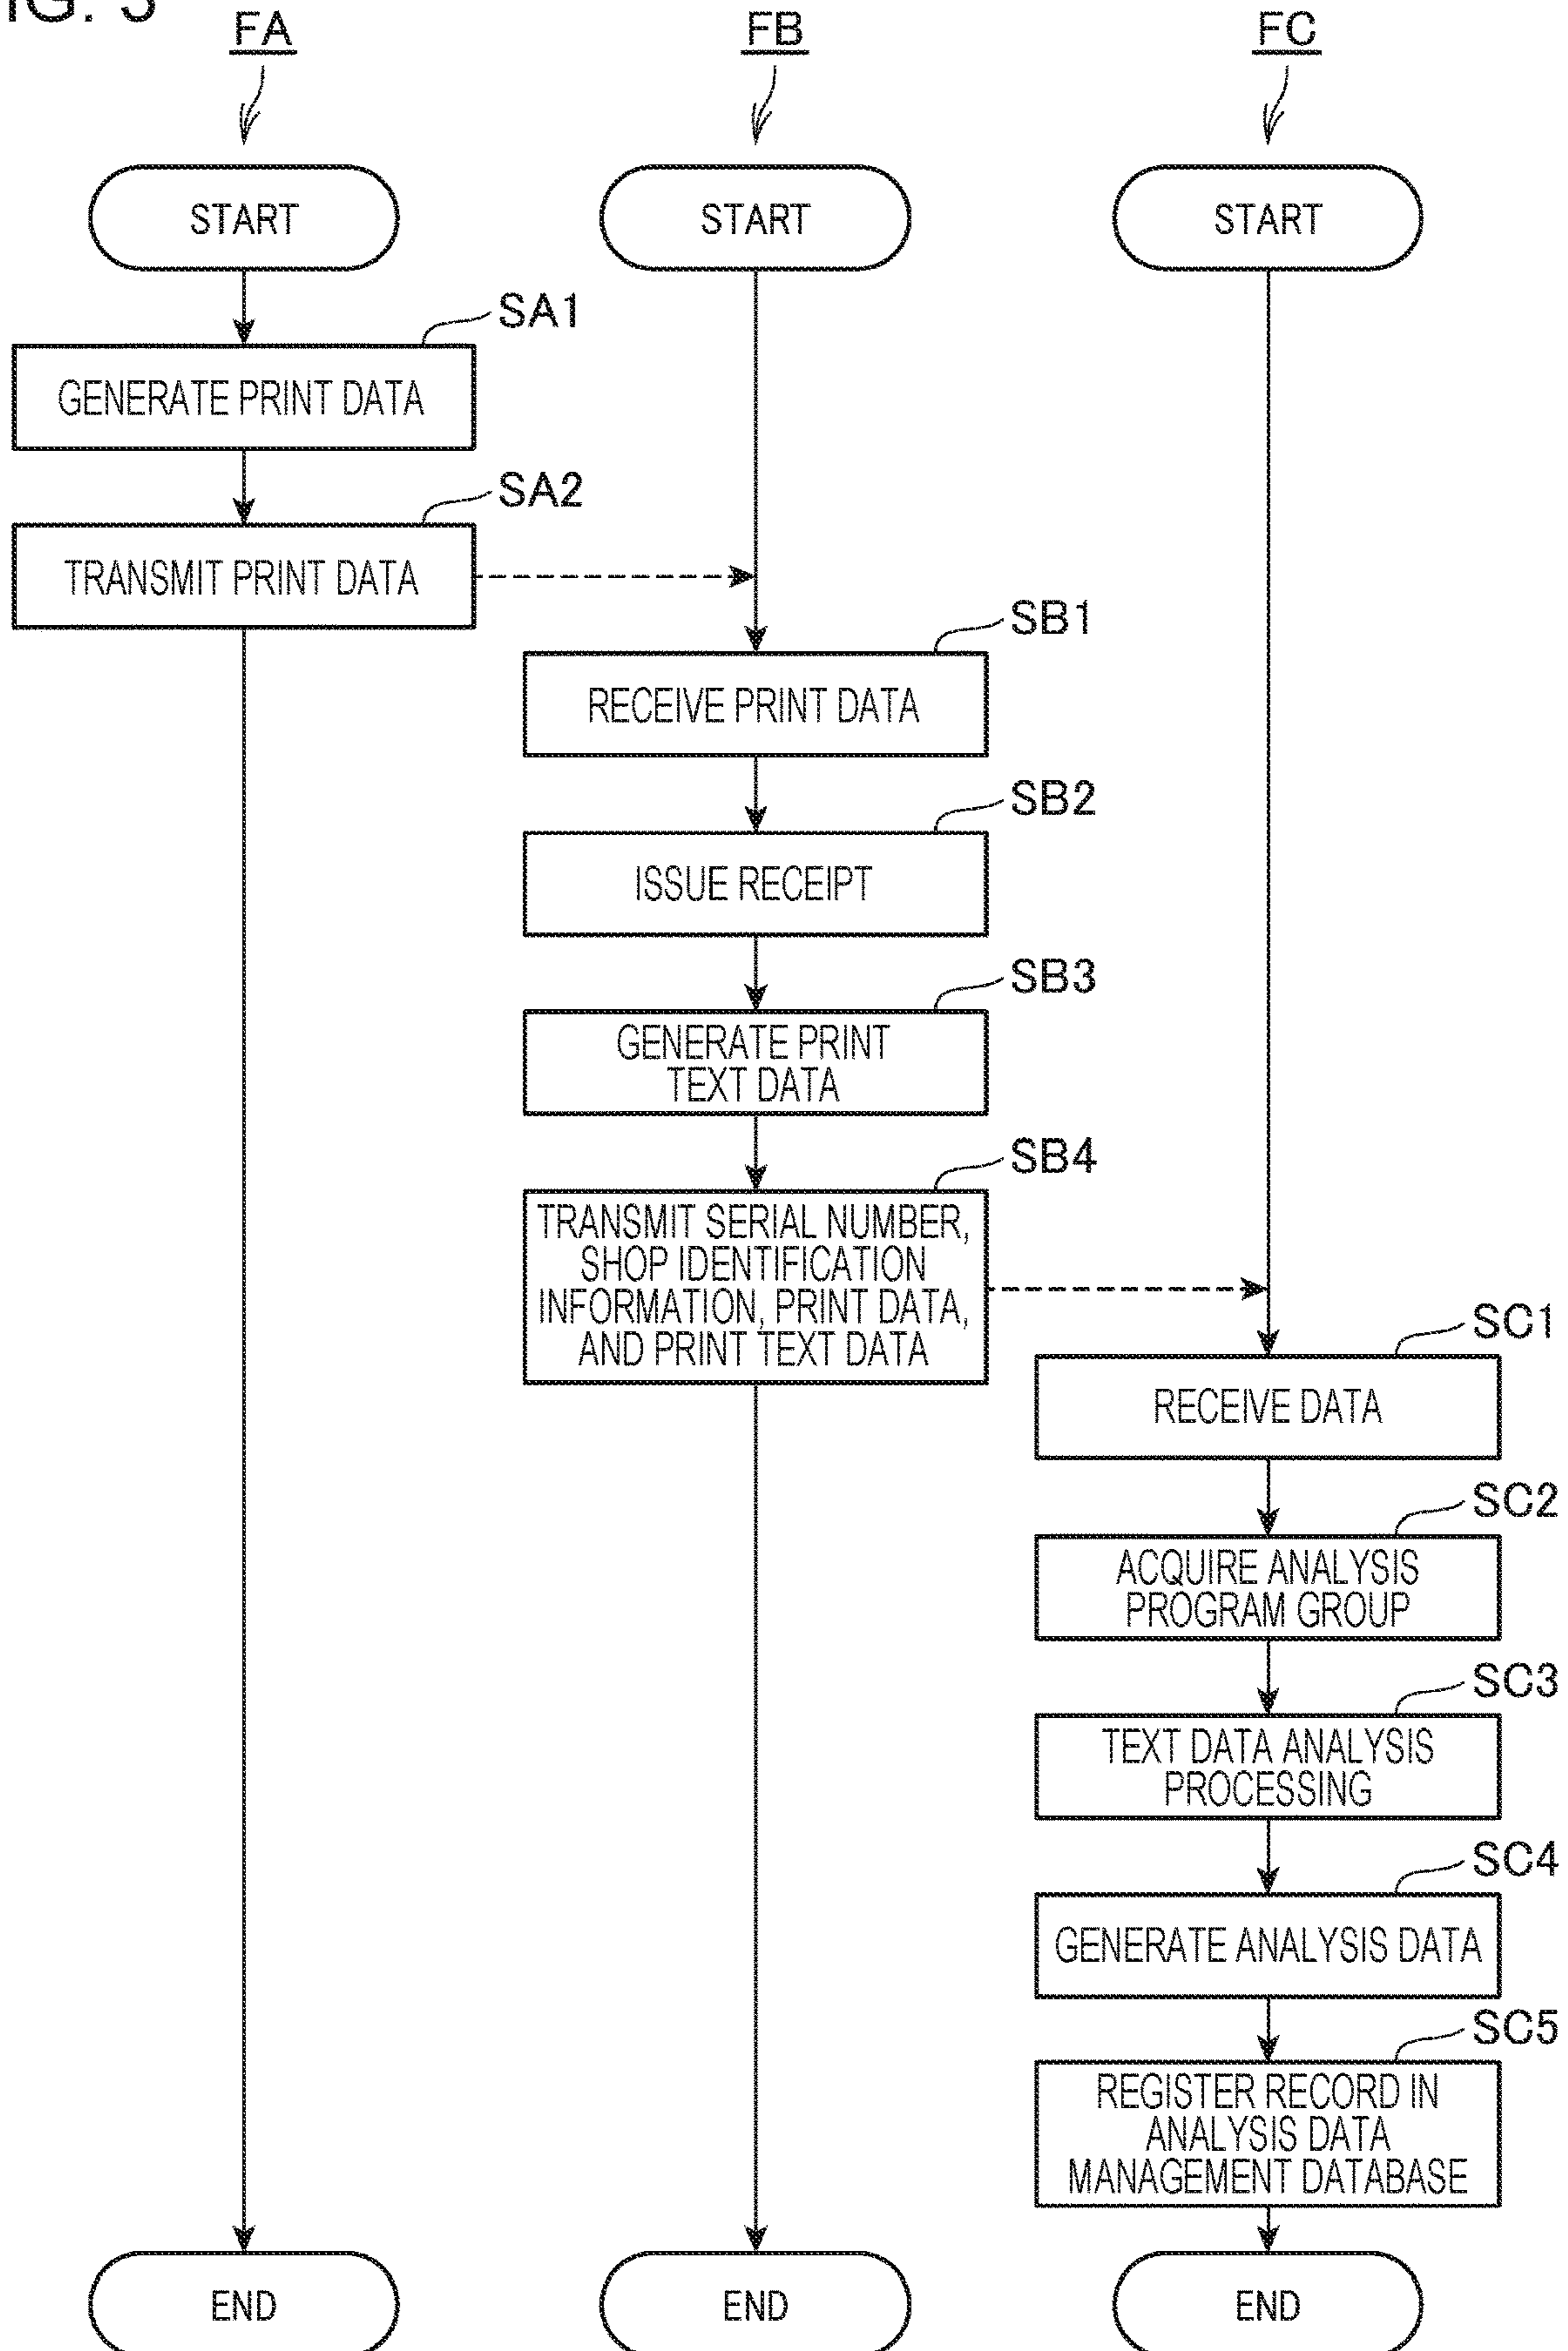 FIG. 3
FA
FB
FC
START
START
START
SA1
GENERATE PRINT DATA
SA2
TRANSMIT PRINT DATA
SB1
RECEIVE PRINT DATA
SB2
ISSUE RECEIPT
SB3
GENERATE PRINT
TEXT DATA
SB4
TRANSMIT SERIAL NUMBER,
SHOP IDENTIFICATION
INFORMATION, PRINT DATA,
AND PRINT TEXT DATA
SC1
RECEIVE DATA
SC2
ACQUIRE ANALYSIS
PROGRAM GROUP
SC3
TEXT DATA ANALYSIS
PROCESSING
SC4
GENERATE ANALYSIS DATA
SC5
REGISTER RECORD IN
ANALYSIS DATA
MANAGEMENT DATABASE
END
END
END